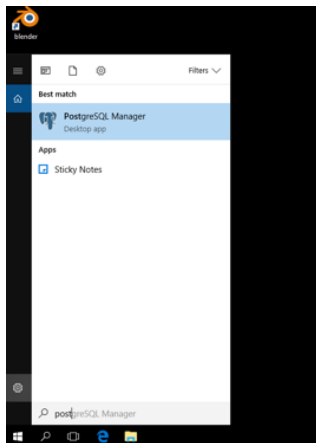 blender
Filters
Best match
PostgreSQL Manager
Desktop app
Apps
Sticky Notes
postgreSQL Manager